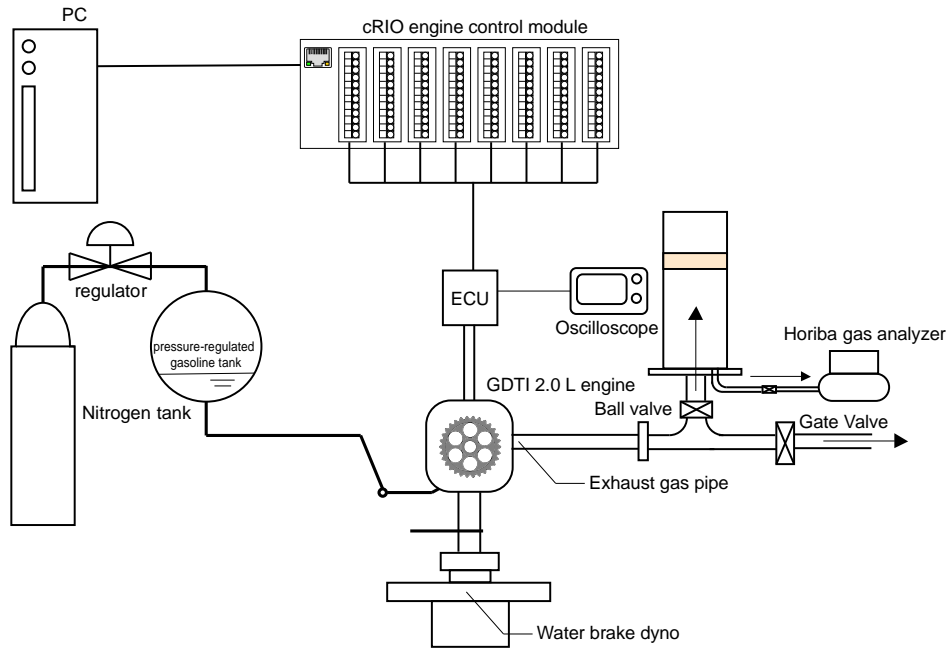 PC
cRIO engine control module
regulator
ECU
Oscilloscope
pressure-regulated
gasoline tank
Horiba gas analyzer
GDTI 2.0 L engine
Nitrogen tank
Ball valve
Gate Valve
Exhaust gas pipe
Water brake dyno